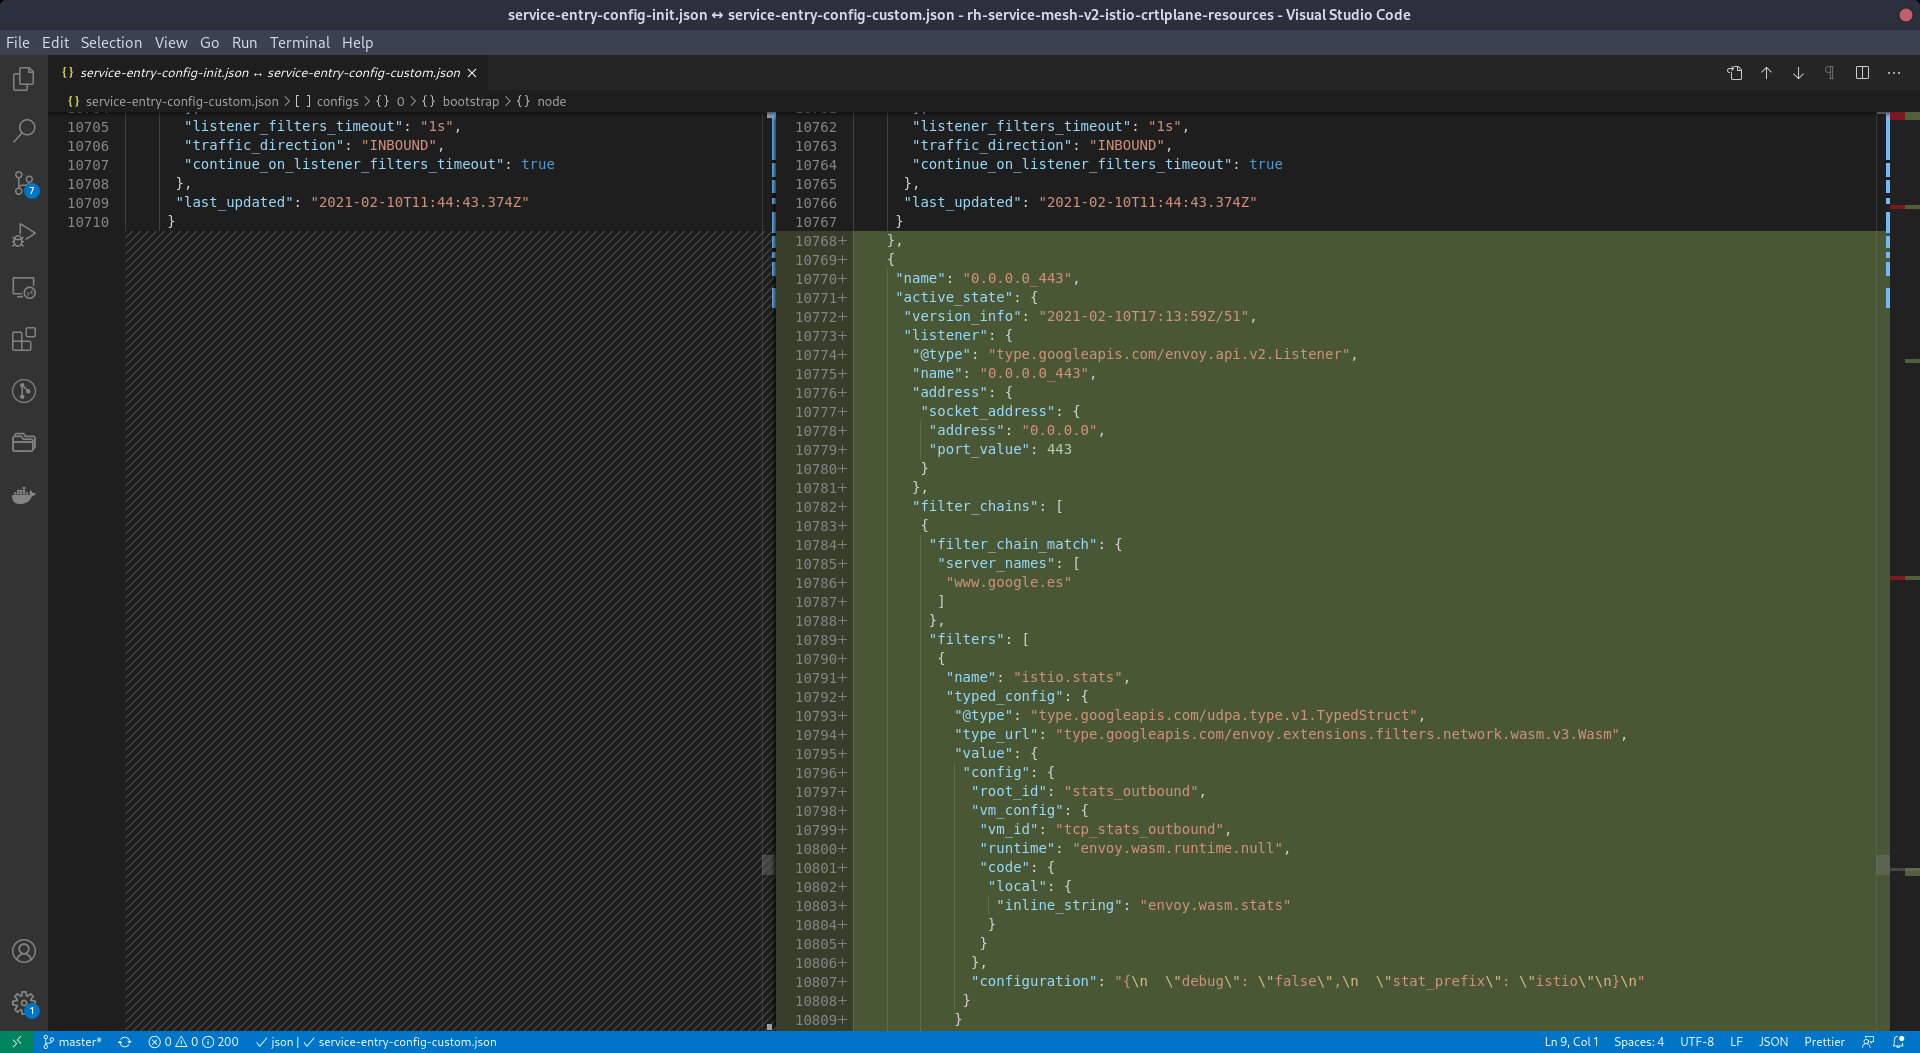 service-entry-config-init.json ↔ service-entry-config-custom.json - rh-service-mesh-v2-istio-crtlplane-resources - Visual Studio Code
File Edit Selection View Go Run Terminal Help
{} service-entry-config-init.json ↔ service-entry-config-custom.json ×
{} service-entry-config-custom.json > [ ] configs > {} 0 > {} bootstrap > {} node
10705 "listener_filters_timeout": "1s",
10706 "traffic_direction": "INBOUND",
10707 "continue_on_listener_filters_timeout": true
10708 },
10709 "last_updated": "2021-02-10T11:44:43.374Z"
10710 }
10762 "listener_filters_timeout": "1s",
10763 "traffic_direction": "INBOUND",
10764 "continue_on_listener_filters_timeout": true
10765 },
10766 "last_updated": "2021-02-10T11:44:43.374Z"
10767 }
10768+ },
10769+ {
10770+ "name": "0.0.0.0_443",
10771+ "active_state": {
10772+ "version_info": "2021-02-10T17:13:59Z/51",
10773+ "listener": {
10774+ "@type": "type.googleapis.com/envoy.api.v2.Listener",
10775+ "name": "0.0.0.0_443",
10776+ "address": {
10777+ "socket_address": {
10778+ "address": "0.0.0.0",
10779+ "port_value": 443
10780+ }
10781+ },
10782+ "filter_chains": [
10783+ {
10784+ "filter_chain_match": {
10785+ "server_names": [
10786+ "www.google.es"
10787+ ]
10788+ },
10789+ "filters": [
10790+ {
10791+ "name": "istio.stats",
10792+ "typed_config": {
10793+ "@type": "type.googleapis.com/udpa.type.v1.TypedStruct",
10794+ "type_url": "type.googleapis.com/envoy.extensions.filters.network.wasm.v3.Wasm",
10795+ "value": {
10796+ "config": {
10797+ "root_id": "stats_outbound",
10798+ "vm_config": {
10799+ "vm_id": "tcp_stats_outbound",
10800+ "runtime": "envoy.wasm.runtime.null",
10801+ "code": {
10802+ "local": {
10803+ "inline_string": "envoy.wasm.stats"
10804+ }
10805+ }
10806+ },
10807+ "configuration": "{\n  \"debug\": \"false\",\n  \"stat_prefix\": \"istio\"\n}\n"
10808+ }
10809+ }
7
1
master* 0 0 200 json | service-entry-config-custom.json Ln 9, Col 1 Spaces: 4 UTF-8 LF JSON Prettier